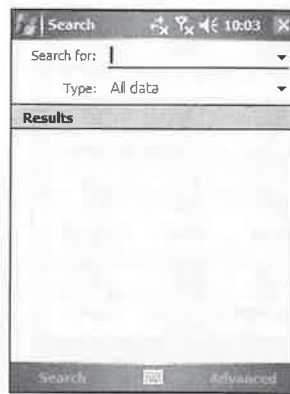 Search 10:03
Search for:
Type: All data
Results
Search Advanced